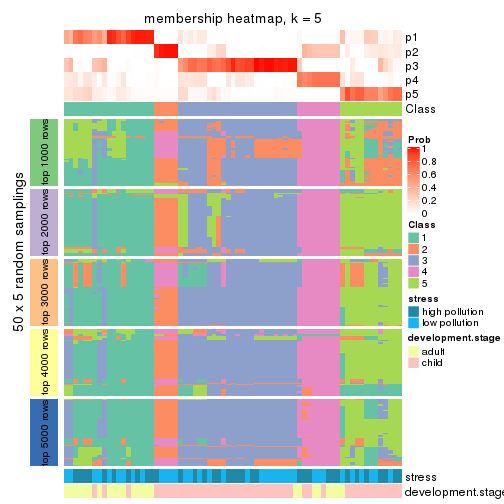 membership heatmap, k = 5
p1
p2
p3
p4
p5
Class
50 x 5 random samplings
top 1000 rows
top 2000 rows
top 3000 rows
top 4000 rows
top 5000 rows
stress
development.stage
Prob
1
0.8
0.6
0.4
0.2
0
Class
1
2
3
4
5
stress
high pollution
low pollution
development.stage
adult
child